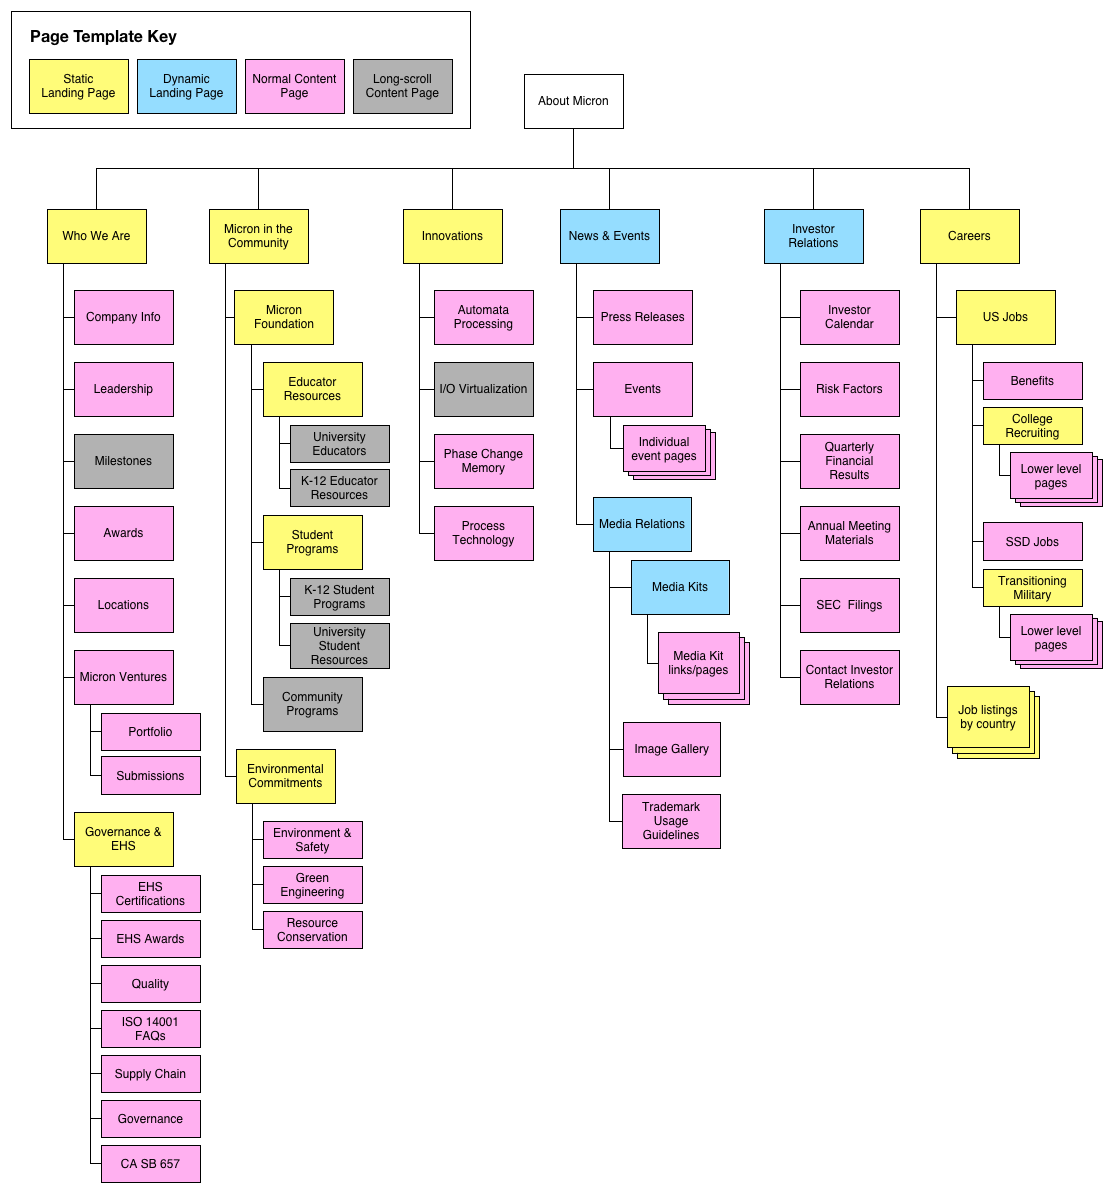 Page Template Key
Static
Landing Page
Dynamic
Landing Page
Normal Content
Page
Long-scroll
Content Page
About Micron
Who We Are
Company Info
Leadership
Milestones
Awards
Locations
Micron Ventures
Portfolio
Submissions
Governance &
EHS
EHS
Certifications
EHS Awards
Quality
ISO 14001
FAQs
Supply Chain
Governance
CA SB 657
Micron in the
Community
Micron
Foundation
Educator
Resources
University
Educators
K-12 Educator
Resources
Student
Programs
K-12 Student
Programs
University
Student
Resources
Community
Programs
Environmental
Commitments
Environment &
Safety
Green
Engineering
Resource
Conservation
Innovations
Automata
Processing
I/O Virtualization
Phase Change
Memory
Process
Technology
News & Events
Press Releases
Events
Individual
event pages
Media Relations
Media Kits
Media Kit
links/pages
Image Gallery
Trademark
Usage
Guidelines
Investor
Relations
Investor
Calendar
Risk Factors
Quarterly
Financial
Results
Annual Meeting
Materials
SEC  Filings
Contact Investor
Relations
Careers
US Jobs
Benefits
College
Recruiting
Lower level
pages
SSD Jobs
Transitioning
Military
Lower level
pages
Job listings
by country